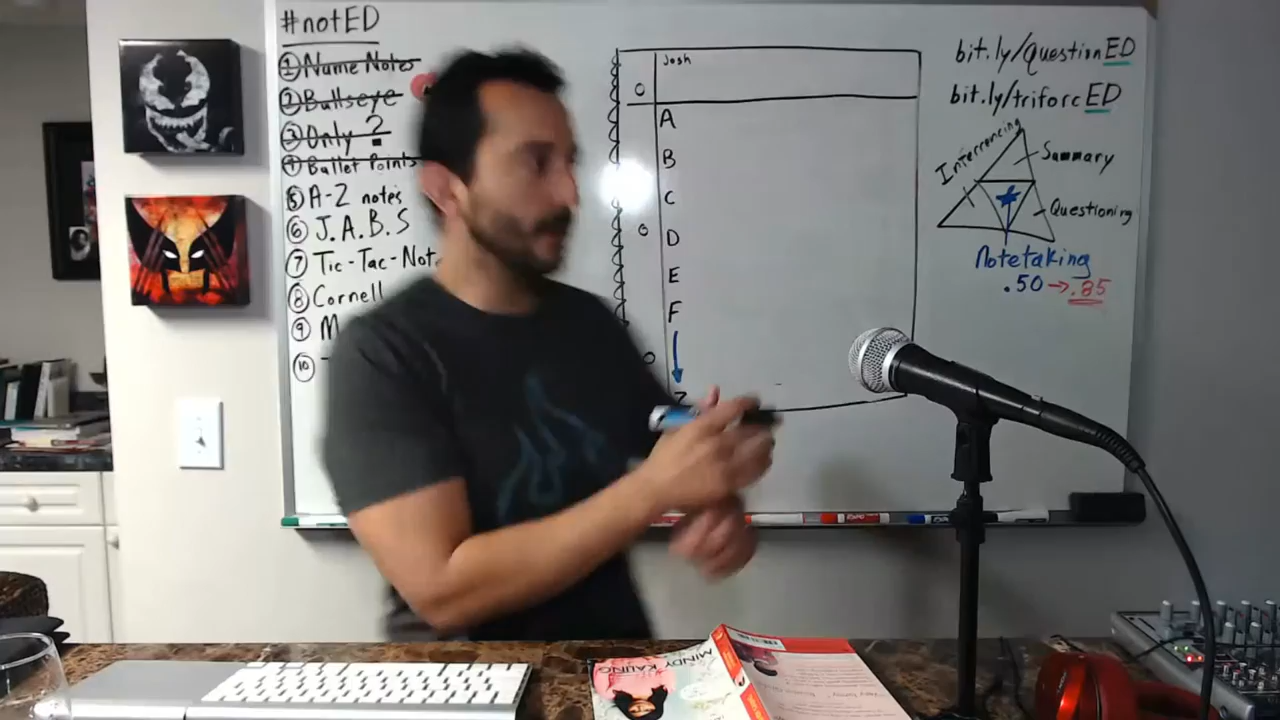 #notED
① Name Notes
② Bullseye
③ Only ?
④ Bullet Points
⑤ A-Z notes
⑥ J.A.B.S
⑦ Tic-Tac-Not
⑧ Cornell
⑨ M
⑩
Josh
A
B
C
D
E
F
Z
bit.ly/questionED
bit.ly/triforcED
Interrencing
Summary
Questioning
Notetaking
.50 → .85
MINDY KALING